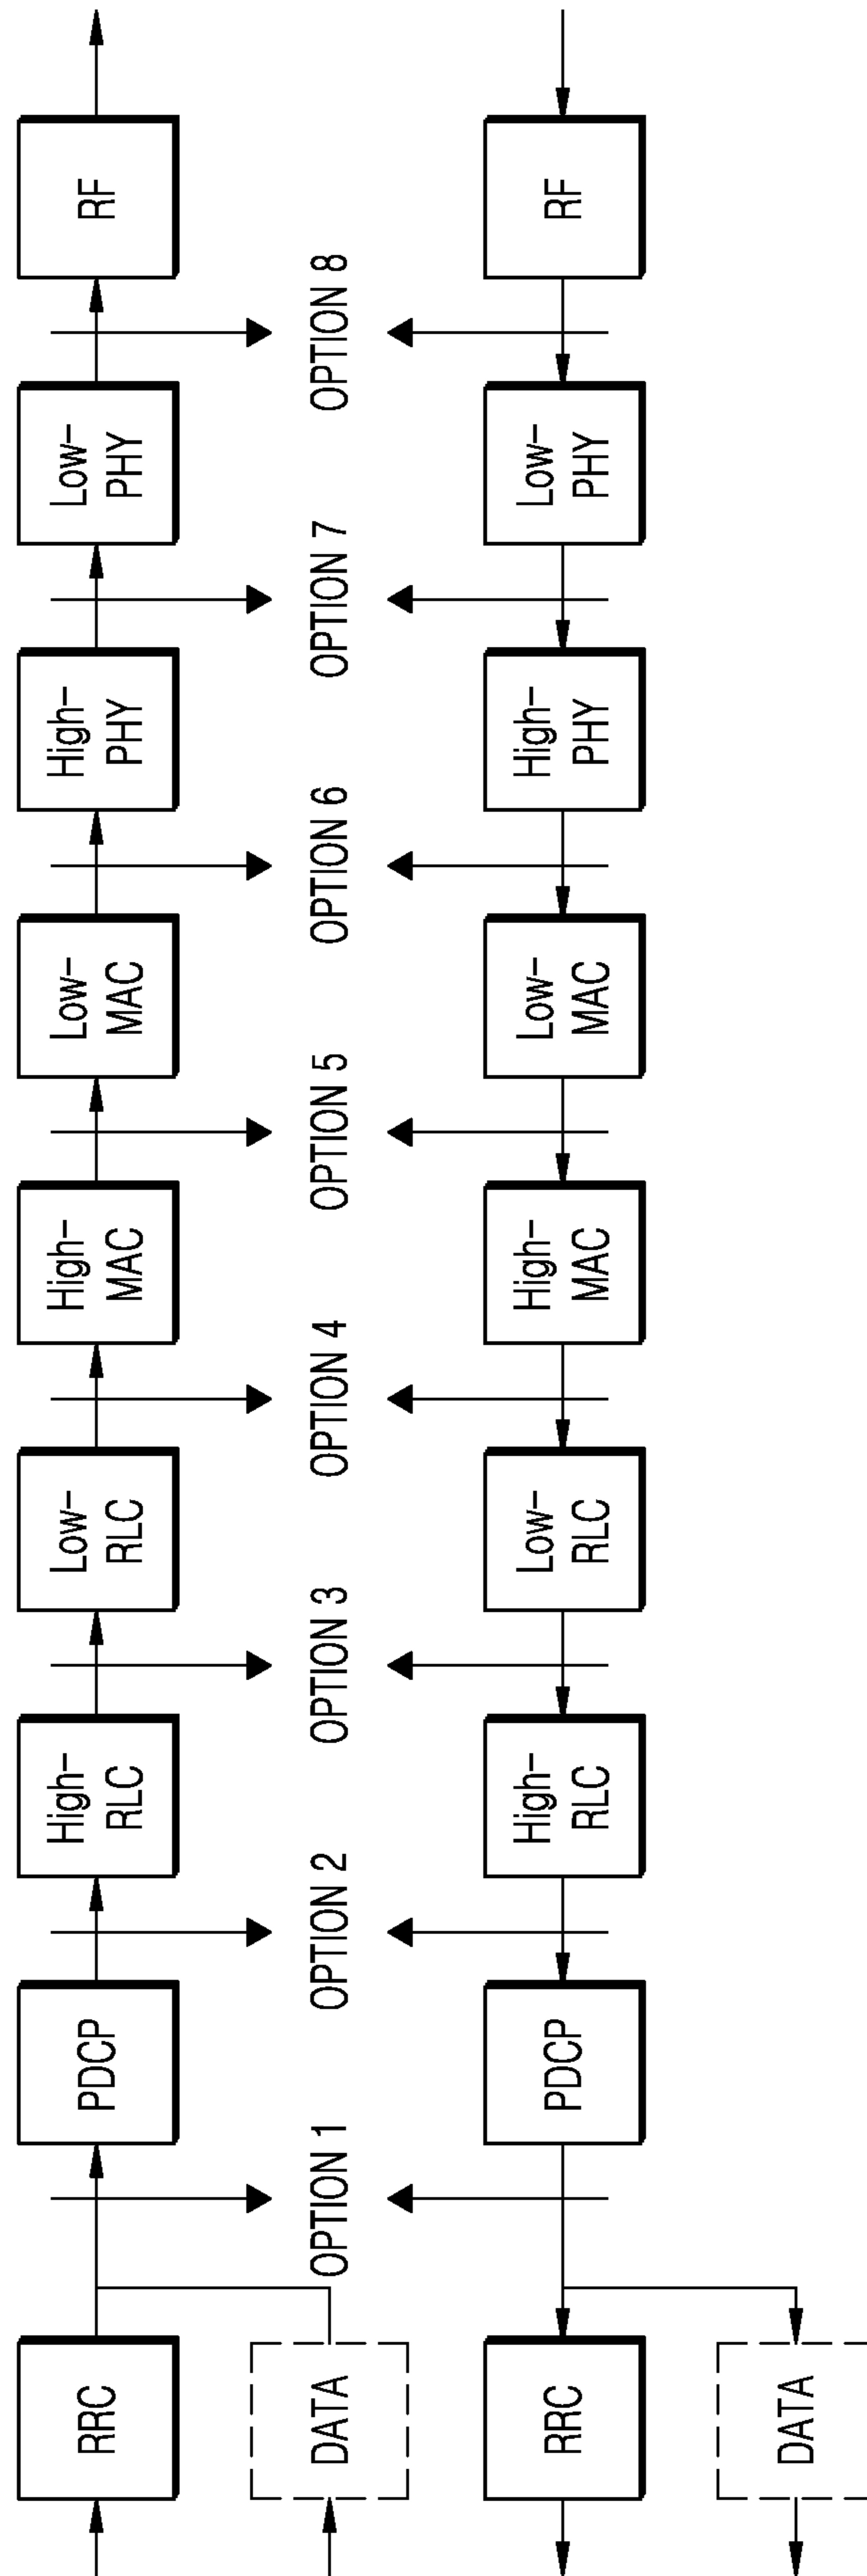 RRC
PDCP
High-
RLC
Low-
RLC
High-
MAC
Low-
MAC
High-
PHY
Low-
PHY
RF
DATA
OPTION 1
OPTION 2
OPTION 3
OPTION 4
OPTION 5
OPTION 6
OPTION 7
OPTION 8
RRC
PDCP
High-
RLC
Low-
RLC
High-
MAC
Low-
MAC
High-
PHY
Low-
PHY
RF
DATA